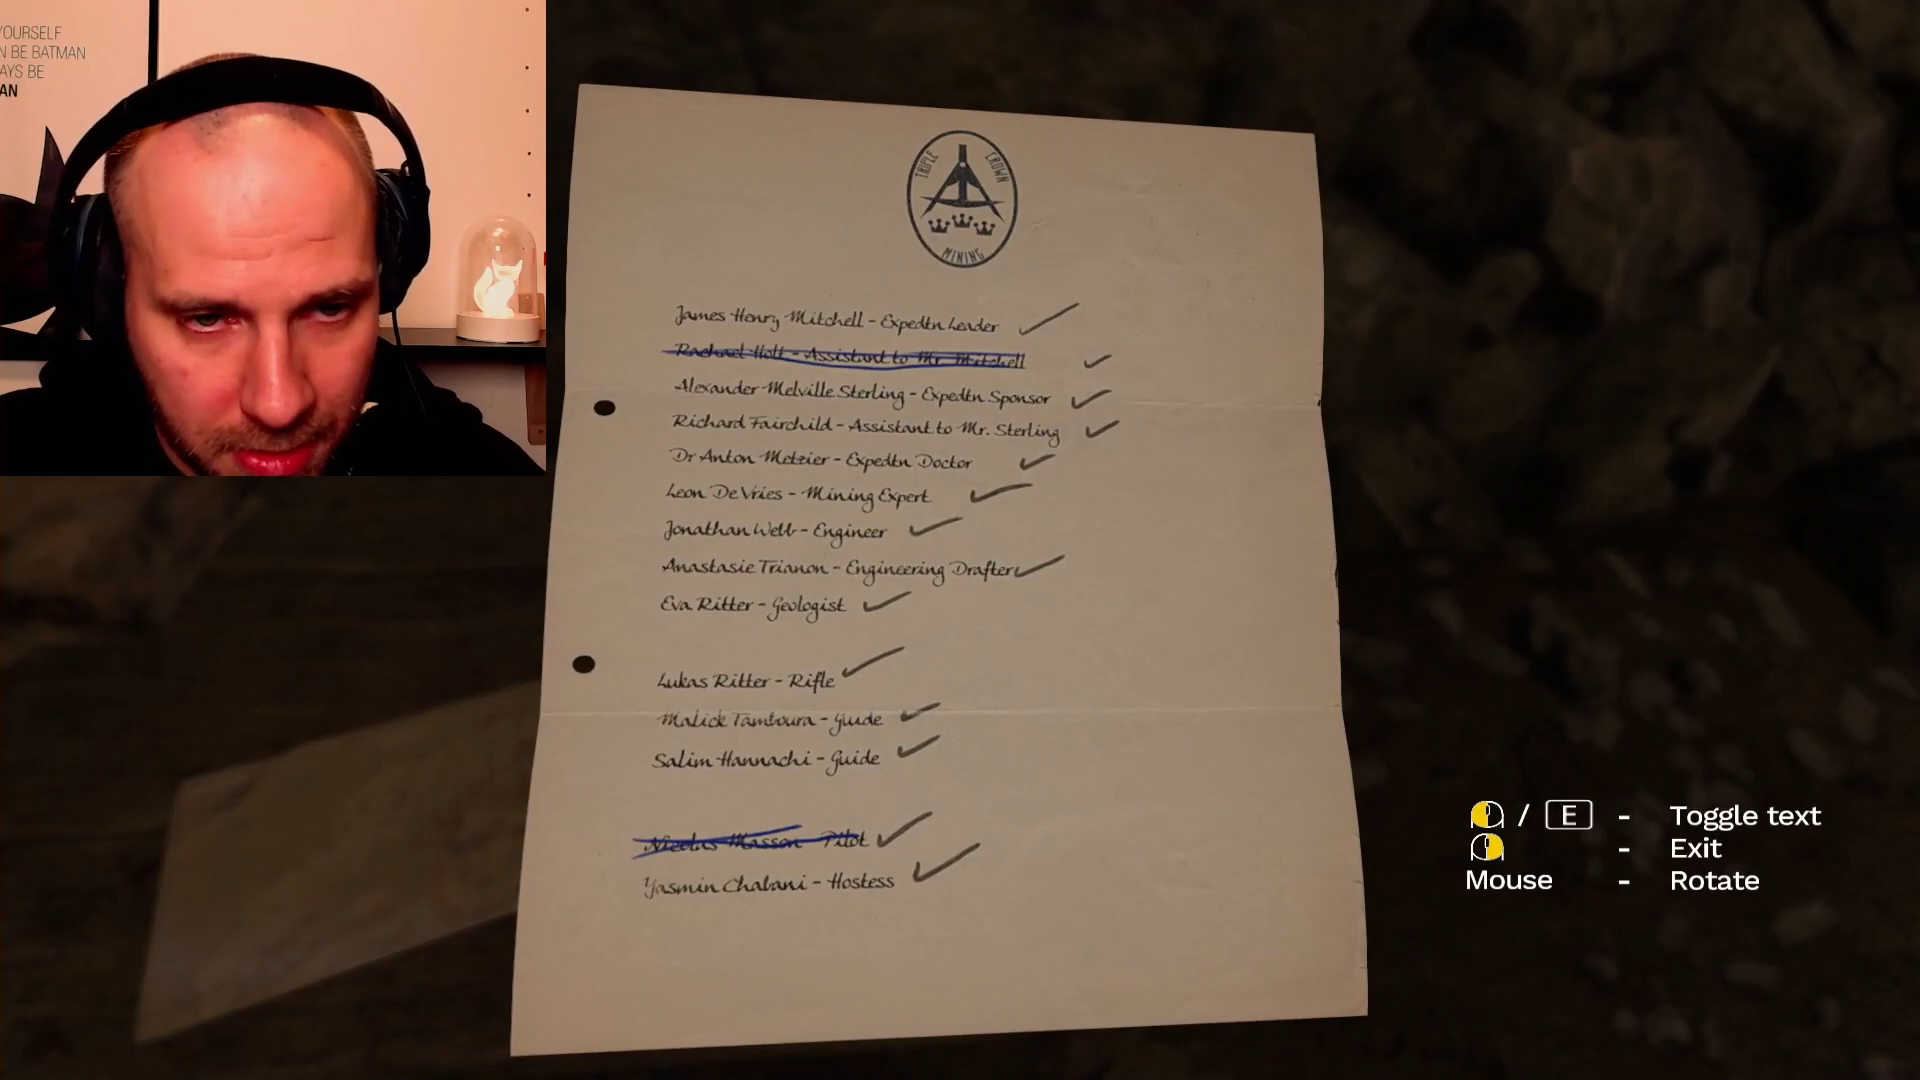 YOURSELF
N BE BATMAN
AYS BE
AN
TRIPLE CROWN
MINING
James Henry Mitchell - Expedtn Leader
Rachael Holt - Assistant to Mr. Mitchell
Alexander Melville Sterling - Expedtn Sponsor
Richard Fairchild - Assistant to Mr. Sterling
Dr Anton Metzier - Expedtn Doctor
Leon De Vries - Mining Expert
Jonathan Webb - Engineer
Anastasie Trianon - Engineering Drafter
Eva Ritter - Geologist
Lukas Ritter - Rifle
Malick Tamboura - Guide
Salim Hannachi - Guide
Nicolas Masson - Pilot
Yasmin Chabani - Hostess
/ E - Toggle text
- Exit
Mouse - Rotate